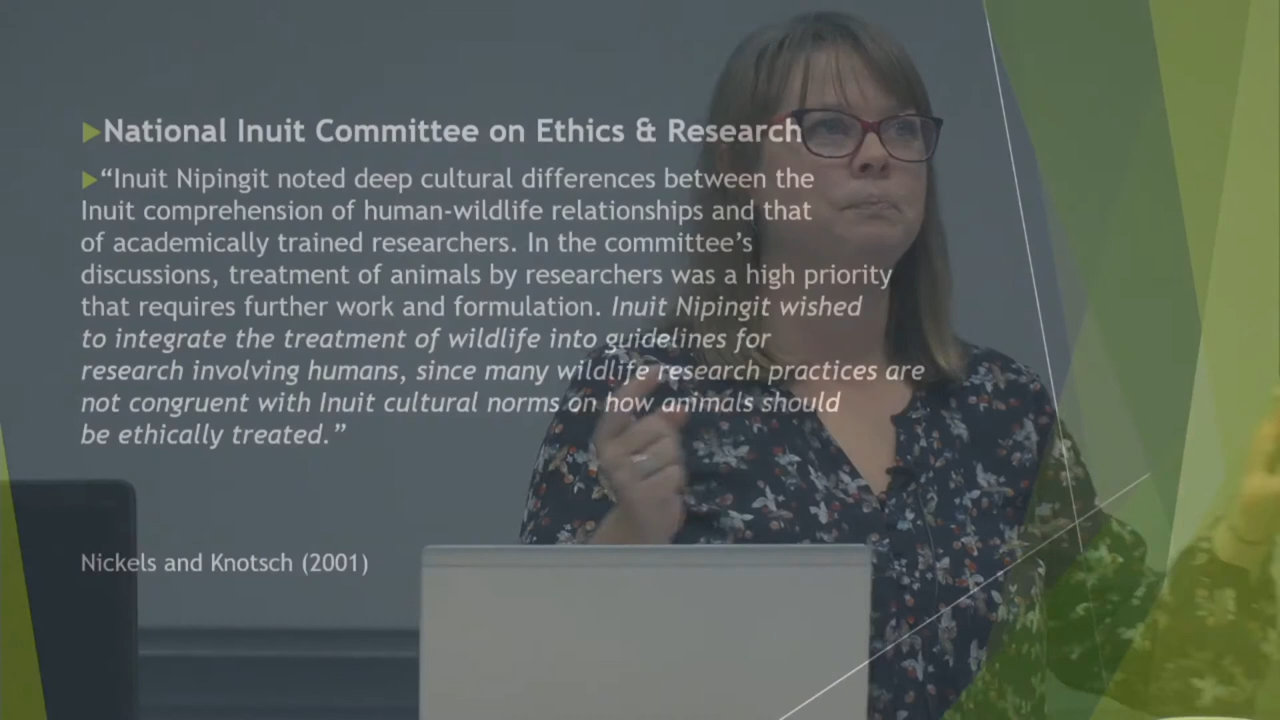 National Inuit Committee on Ethics & Research
“Inuit Nipingit noted deep cultural differences between the
Inuit comprehension of human-wildlife relationships and that
of academically trained researchers. In the committee’s
discussions, treatment of animals by researchers was a high priority
that requires further work and formulation. Inuit Nipingit wished
to integrate the treatment of wildlife into guidelines for
research involving humans, since many wildlife research practices are
not congruent with Inuit cultural norms on how animals should
be ethically treated.”
Nickels and Knotsch (2001)